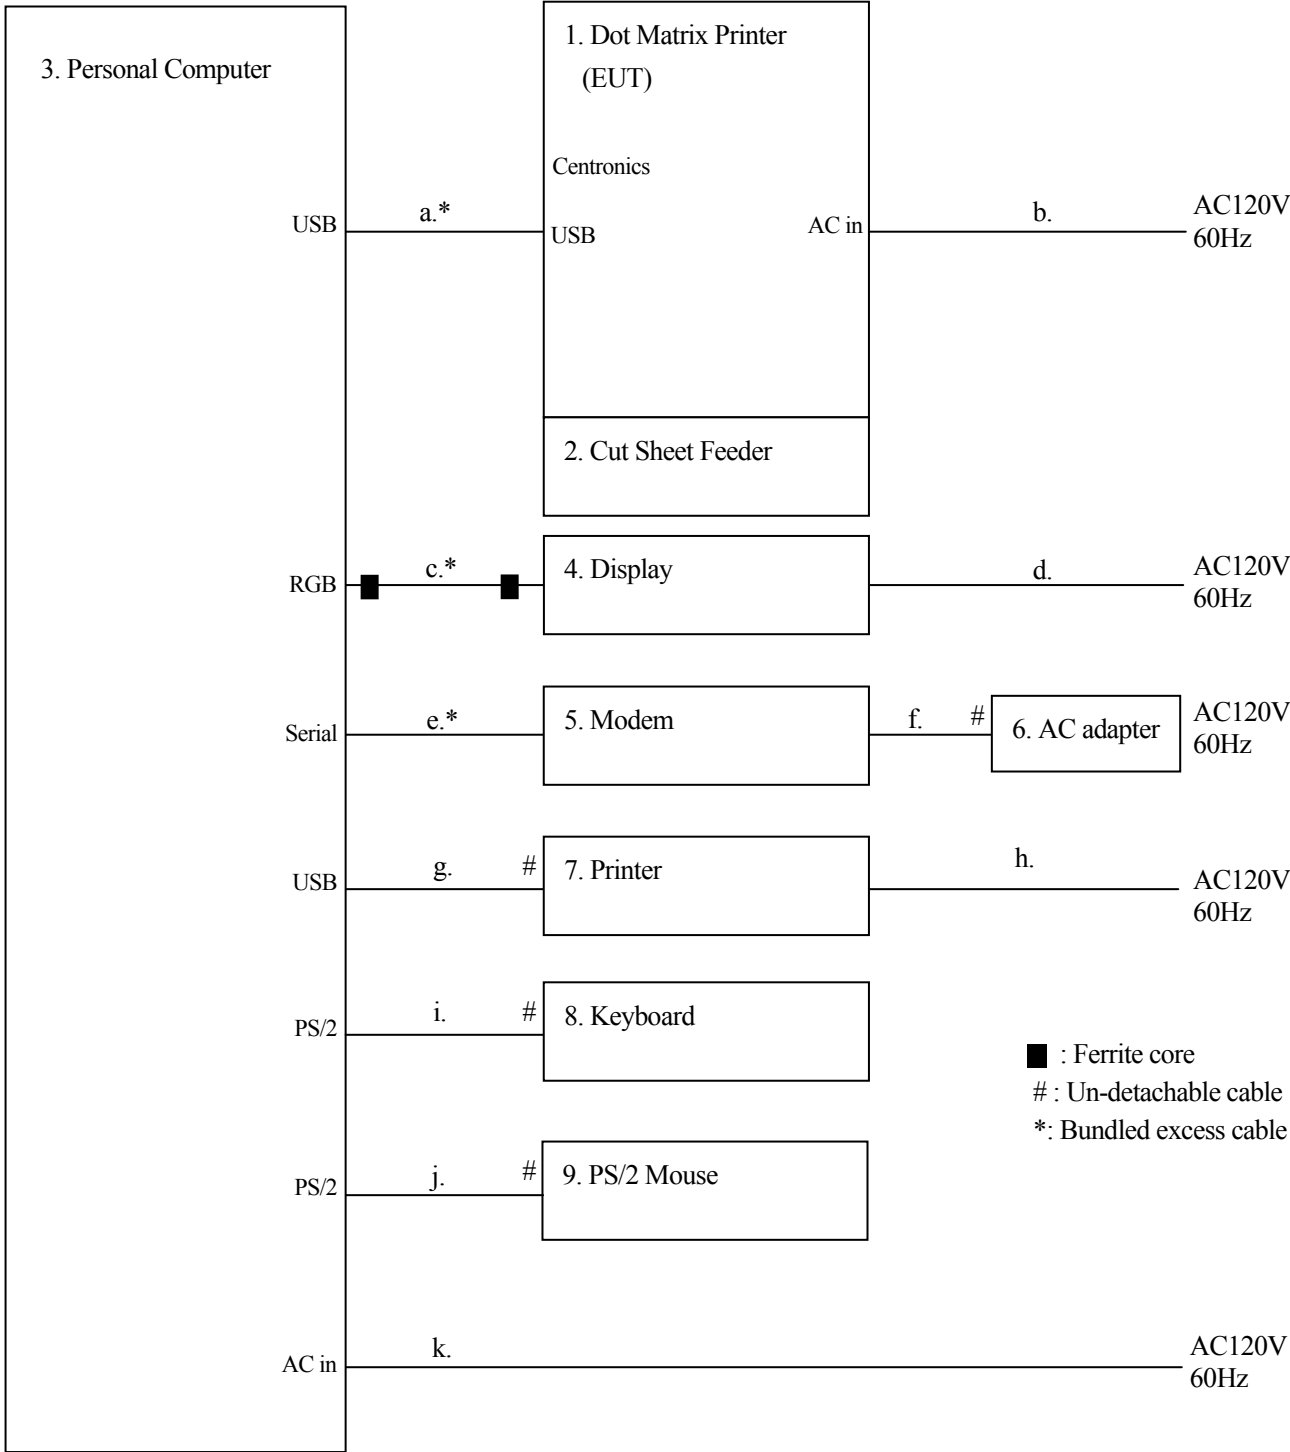 3. Personal Computer
1. Dot Matrix Printer
(EUT)
Centronics
USB
a.*
USB
AC in
b.
AC120V
60Hz
2. Cut Sheet Feeder
RGB
c.*
4. Display
d.
AC120V
60Hz
Serial
e.*
5. Modem
f.
#
6. AC adapter
AC120V
60Hz
USB
g.
#
7. Printer
h.
AC120V
60Hz
PS/2
i.
#
8. Keyboard
: Ferrite core
# : Un-detachable cable
*: Bundled excess cable
PS/2
j.
#
9. PS/2 Mouse
AC in
k.
AC120V
60Hz